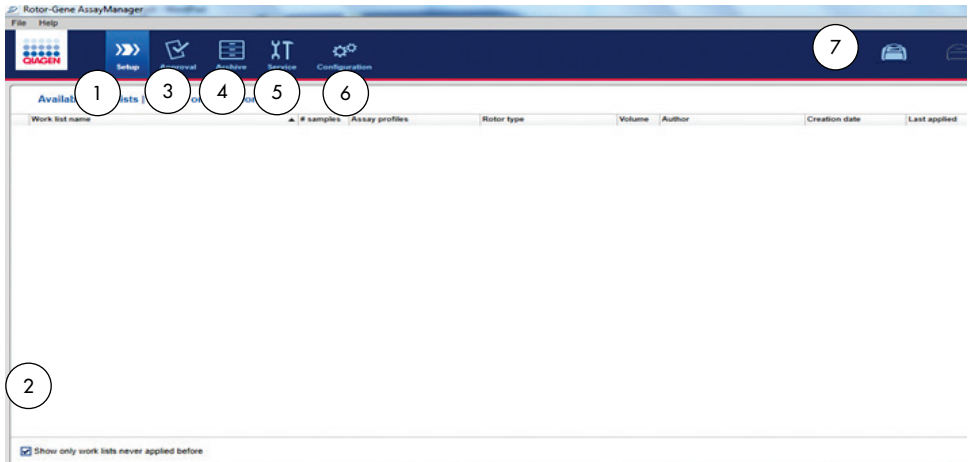 Rotor-Gene AssayManager
File Help
QIAGEN
Setup Approval Archive Service Configuration
7
1 3 4 5 6
Work list name # samples Assay profiles Rotor type Volume Author Creation date Last applied
2
Show only work lists never applied before